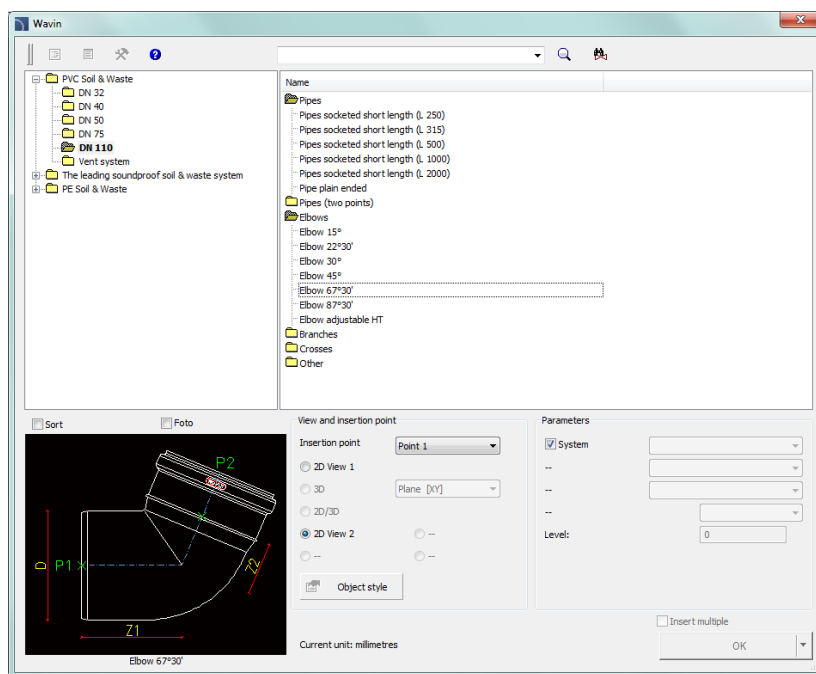 Wavin
PVC Soil & Waste
DN 32
DN 40
DN 50
DN 75
DN 110
Vent system
The leading soundproof soil & waste system
PE Soil & Waste
Name
Pipes
Pipes socketed short length (L 250)
Pipes socketed short length (L 315)
Pipes socketed short length (L 500)
Pipes socketed short length (L 1000)
Pipes socketed short length (L 2000)
Pipe plain ended
Pipes (two points)
Elbows
Elbow 15°
Elbow 22°30'
Elbow 30°
Elbow 45°
Elbow 67°30'
Elbow 87°30'
Elbow adjustable HT
Branches
Crosses
Other
Sort
Foto
P2
D
P1
Z2
Z1
Elbow 67°30'
View and insertion point
Insertion point
Point 1
2D View 1
3D
Plane [XY]
2D/3D
2D View 2
--
--
--
Object style
Current unit: milimetres
Parameters
System
--
--
--
Level:
0
Insert multiple
OK